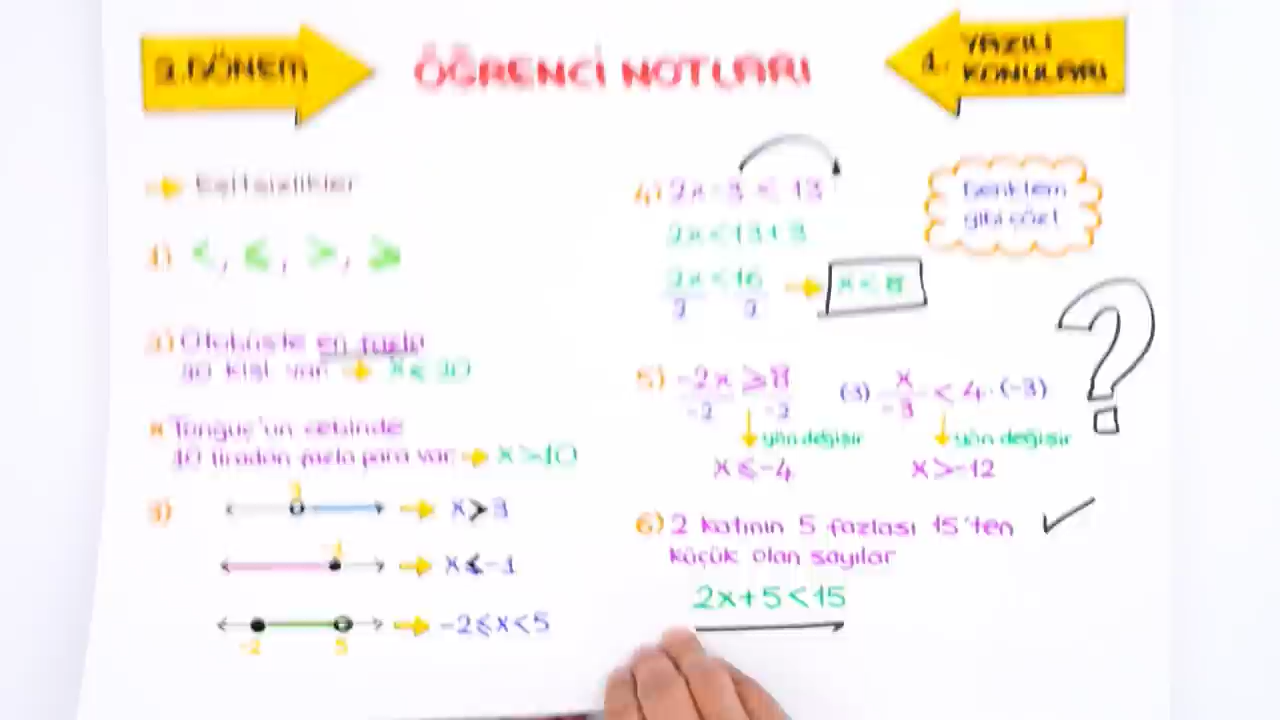 2.DÖNEM
ÖĞRENCİ NOTLARI
1. YAZILI
KONULARI
Eşitsizlikler
1) <, ≤, >, ≥
2) Otobüste en fazla
40 kişi var
Tonguç'un cebinde
10 liradan fazla para var → x>10
3)
3
→ x>3
-1
→ x≤-1
-2 5
→ -2≤x<5
4) 2x-3<13
2x<13+3
2x<16
2 2
→ x<8
Denklem
gibi çöz!
5) -2x≥8
-2 -2
yön değişir
x≤-4
(-3) x/-3 < 4.(-3)
yön değişir
x>-12
?
6) 2 katının 5 fazlası 15'ten
küçük olan sayılar
2x+5<15